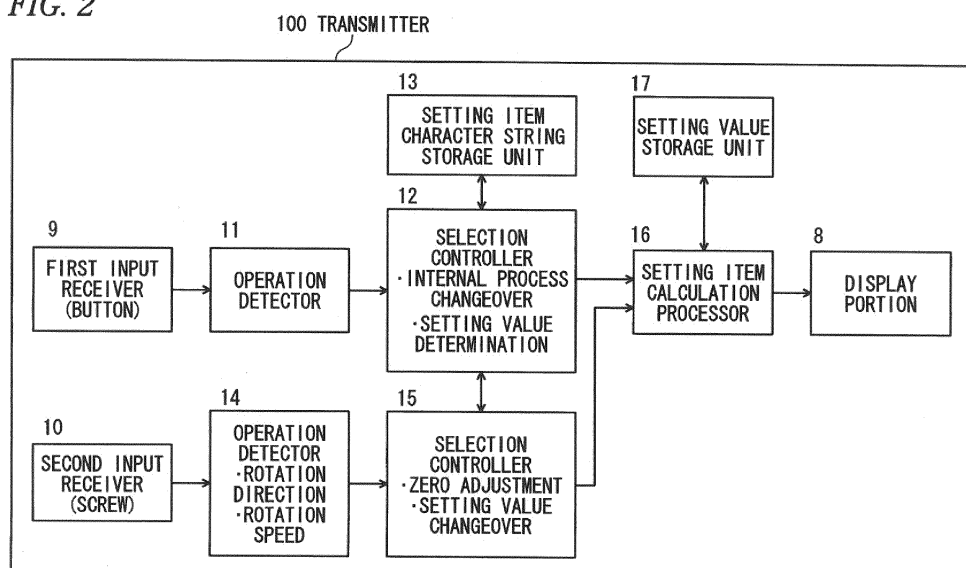 FIG. 2
100 TRANSMITTER
13
SETTING ITEM
CHARACTER STRING
STORAGE UNIT
17
SETTING VALUE
STORAGE UNIT
9
FIRST INPUT
RECEIVER
(BUTTON)
11
OPERATION
DETECTOR
12
SELECTION
CONTROLLER
·INTERNAL PROCESS
CHANGEOVER
·SETTING VALUE
DETERMINATION
16
SETTING ITEM
CALCULATION
PROCESSOR
8
DISPLAY
PORTION
10
SECOND INPUT
RECEIVER
(SCREW)
14
OPERATION
DETECTOR
·ROTATION
DIRECTION
·ROTATION
SPEED
15
SELECTION
CONTROLLER
·ZERO ADJUSTMENT
·SETTING VALUE
CHANGEOVER